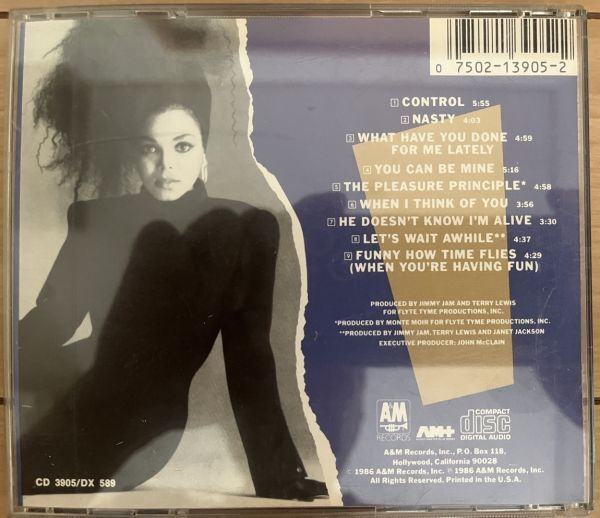 0 7502-13905-2
1 CONTROL 5:55
2 NASTY 4:03
3 WHAT HAVE YOU DONE 4:59
FOR ME LATELY
4 YOU CAN BE MINE 5:16
5 THE PLEASURE PRINCIPLE* 4:58
6 WHEN I THINK OF YOU 3:56
7 HE DOESN'T KNOW I'M ALIVE 3:30
8 LET'S WAIT AWHILE** 4:37
9 FUNNY HOW TIME FLIES 4:29
(WHEN YOU'RE HAVING FUN)
PRODUCED BY JIMMY JAM AND TERRY LEWIS
FOR FLYTE TYME PRODUCTIONS, INC.
*PRODUCED BY MONTE MOIR FOR FLYTE TYME PRODUCTIONS, INC.
**PRODUCED BY JIMMY JAM, TERRY LEWIS AND JANET JACKSON
EXECUTIVE PRODUCER: JOHN McCLAIN
A&M RECORDS
AM+
COMPACT disc DIGITAL AUDIO
A&M Records, Inc., P.O. Box 118,
Hollywood, California 90028
© 1986 A&M Records, Inc. ℗ 1986 A&M Records, Inc.
All Rights Reserved. Printed in the U.S.A.
CD 3905/DX 589